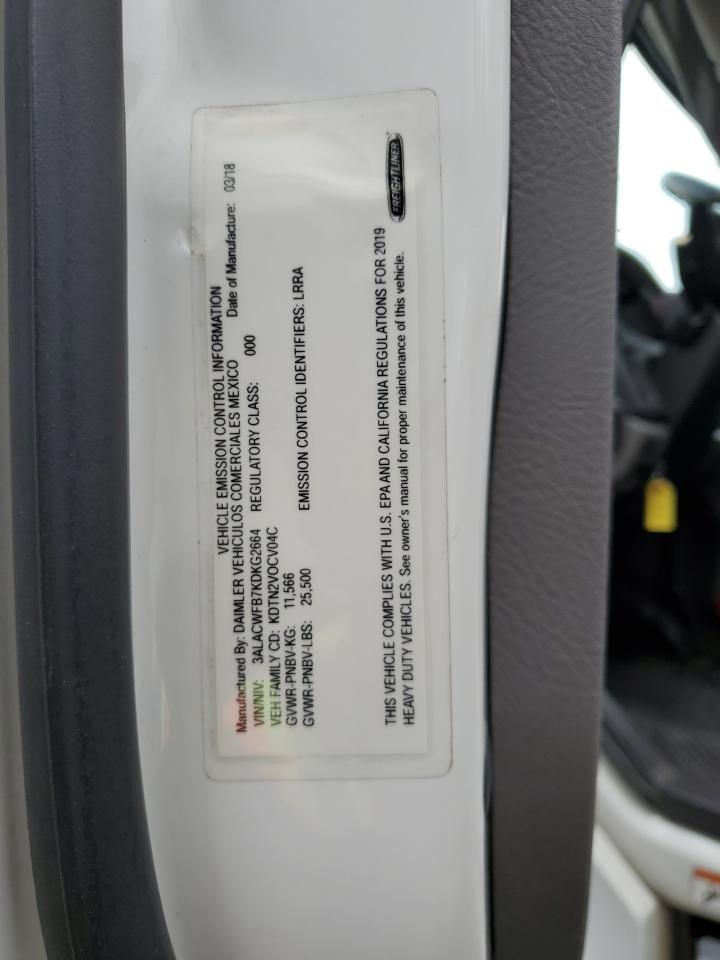 VEHICLE EMISSION CONTROL INFORMATION
Manufactured By: DAIMLER VEHICULOS COMERCIALES MEXICO Date of Manufacture: 03/18
VIN/NIV: 3ALACWFB7KDKG2664 REGULATORY CLASS: 000
VEH FAMILY CD: KDTN2VOCV04C
GVWR-PNBV-KG: 11,566
GVWR-PNBV-LBS: 25,500 EMISSION CONTROL IDENTIFIERS: LRRA
THIS VEHICLE COMPLIES WITH U.S. EPA AND CALIFORNIA REGULATIONS FOR 2019
HEAVY DUTY VEHICLES. See owner's manual for proper maintenance of this vehicle.
FREIGHTLINER